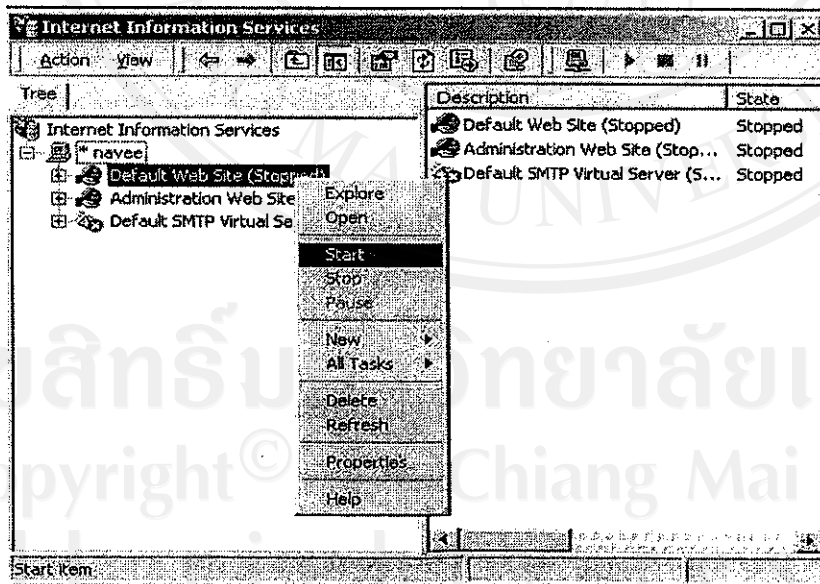 Internet Information Services
Action View
Tree
Description State
Internet Information Services
* navee
Default Web Site (Stopped)
Administration Web Site
Default SMTP Virtual Se
Default Web Site (Stopped) Stopped
Administration Web Site (Stop... Stopped
Default SMTP Virtual Server (S... Stopped
Explore
Open
Start
Stop
Pause
New
All Tasks
Delete
Refresh
Properties
Help
Start item
UNIVE
opyright© Chiang Mai